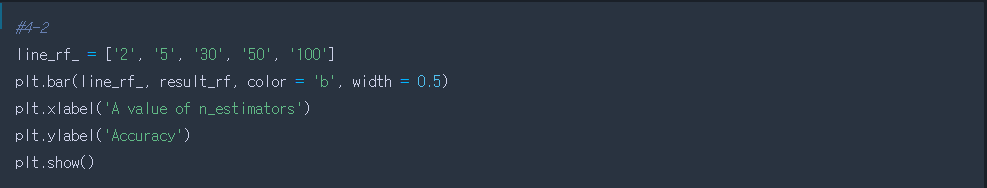 #4-2
line_rf_ = ['2', '5', '30', '50', '100']
plt.bar(line_rf_, result_rf, color = 'b', width = 0.5)
plt.xlabel('A value of n_estimators')
plt.ylabel('Accuracy')
plt.show()